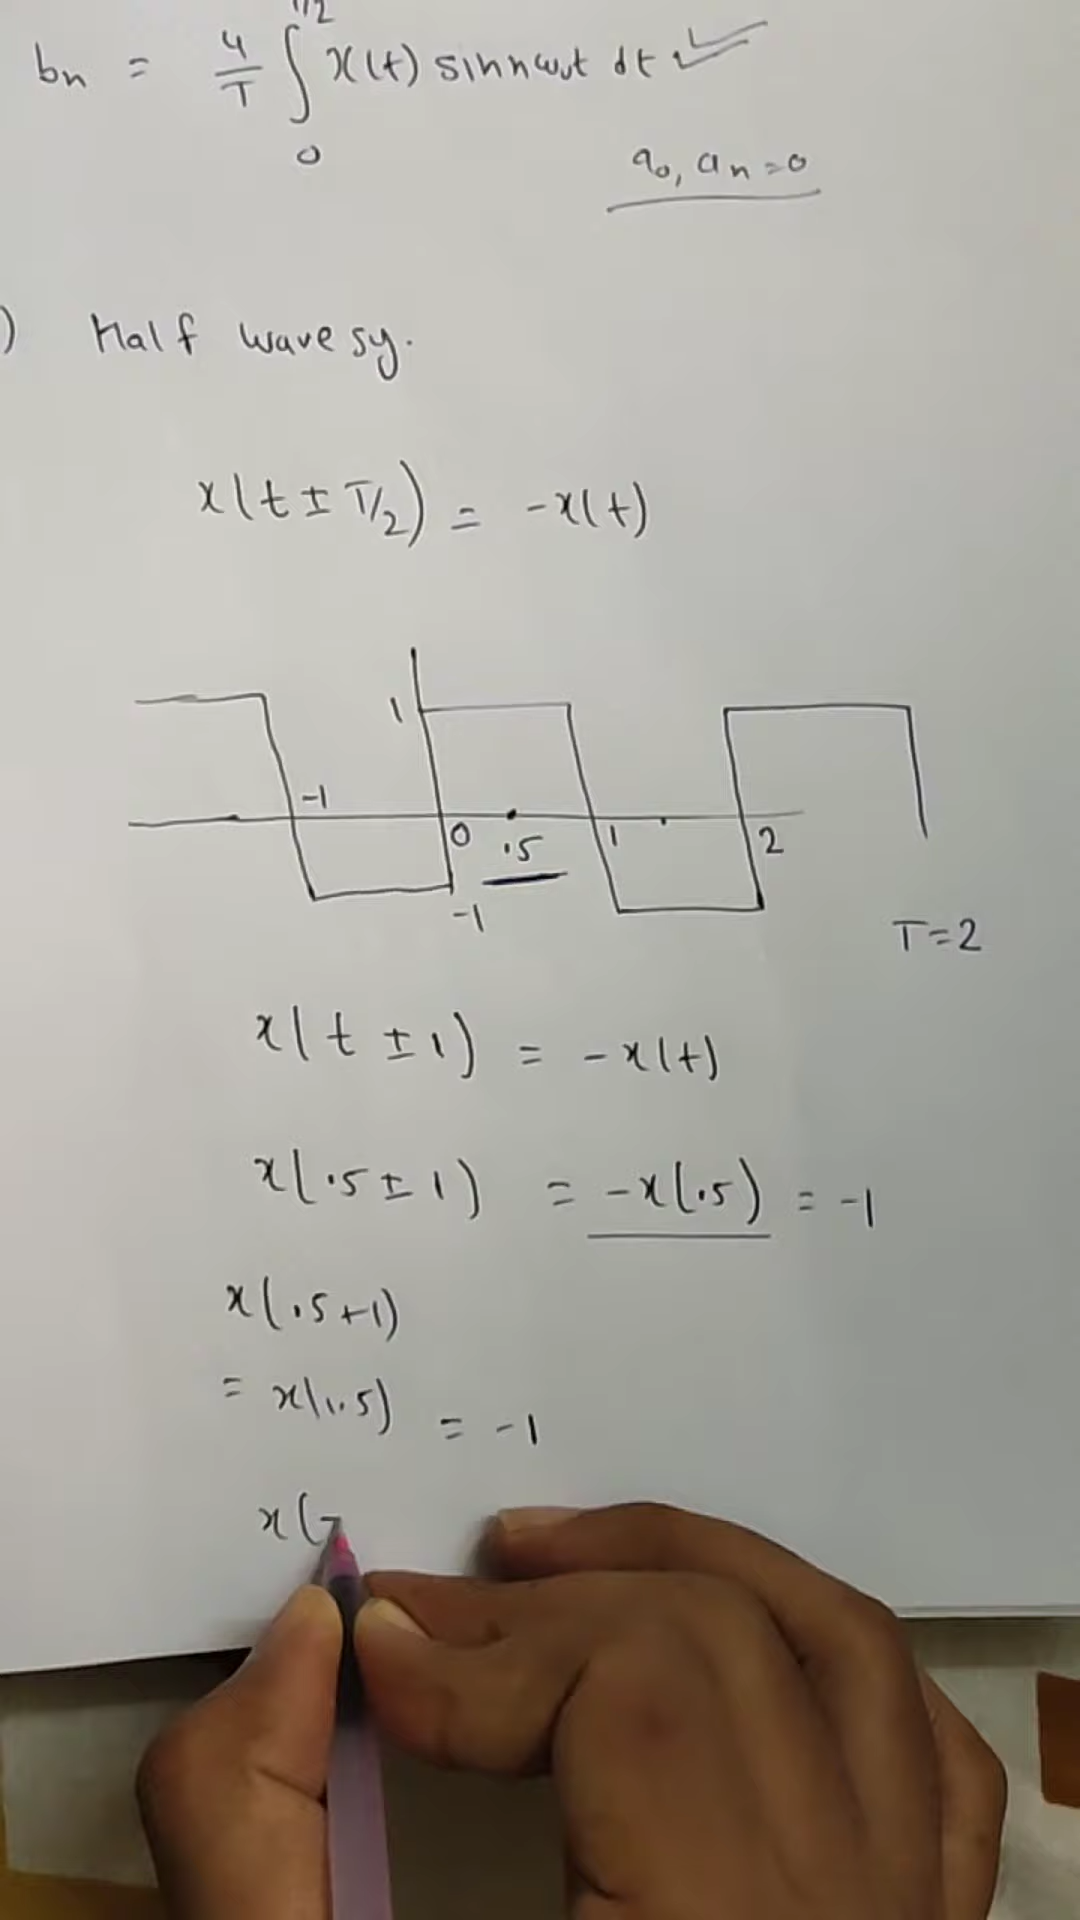 bn = 4/T ∫ 0 T/2 x(t) sin nω₀t dt ✓
a₀, an = 0
) Half wave sy.
x(t ± T/2) = -x(t)
1
-1 0 .5 1 2
-1
T=2
x(t ± 1) = -x(t)
x(.5 ± 1) = -x(.5) = -1
x(.5+1)
= x(1.5) = -1
x(-